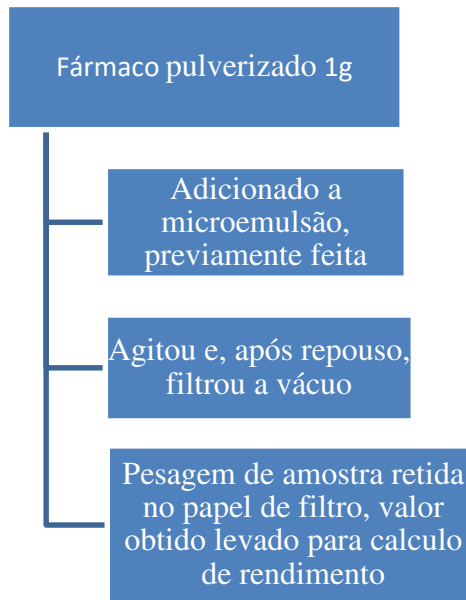 Fármaco pulverizado 1g
Adicionado a
microemulsão,
previamente feita
Agitou e, após repouso,
filtrou a vácuo
Pesagem de amostra retida
no papel de filtro, valor
obtido levado para calculo
de rendimento